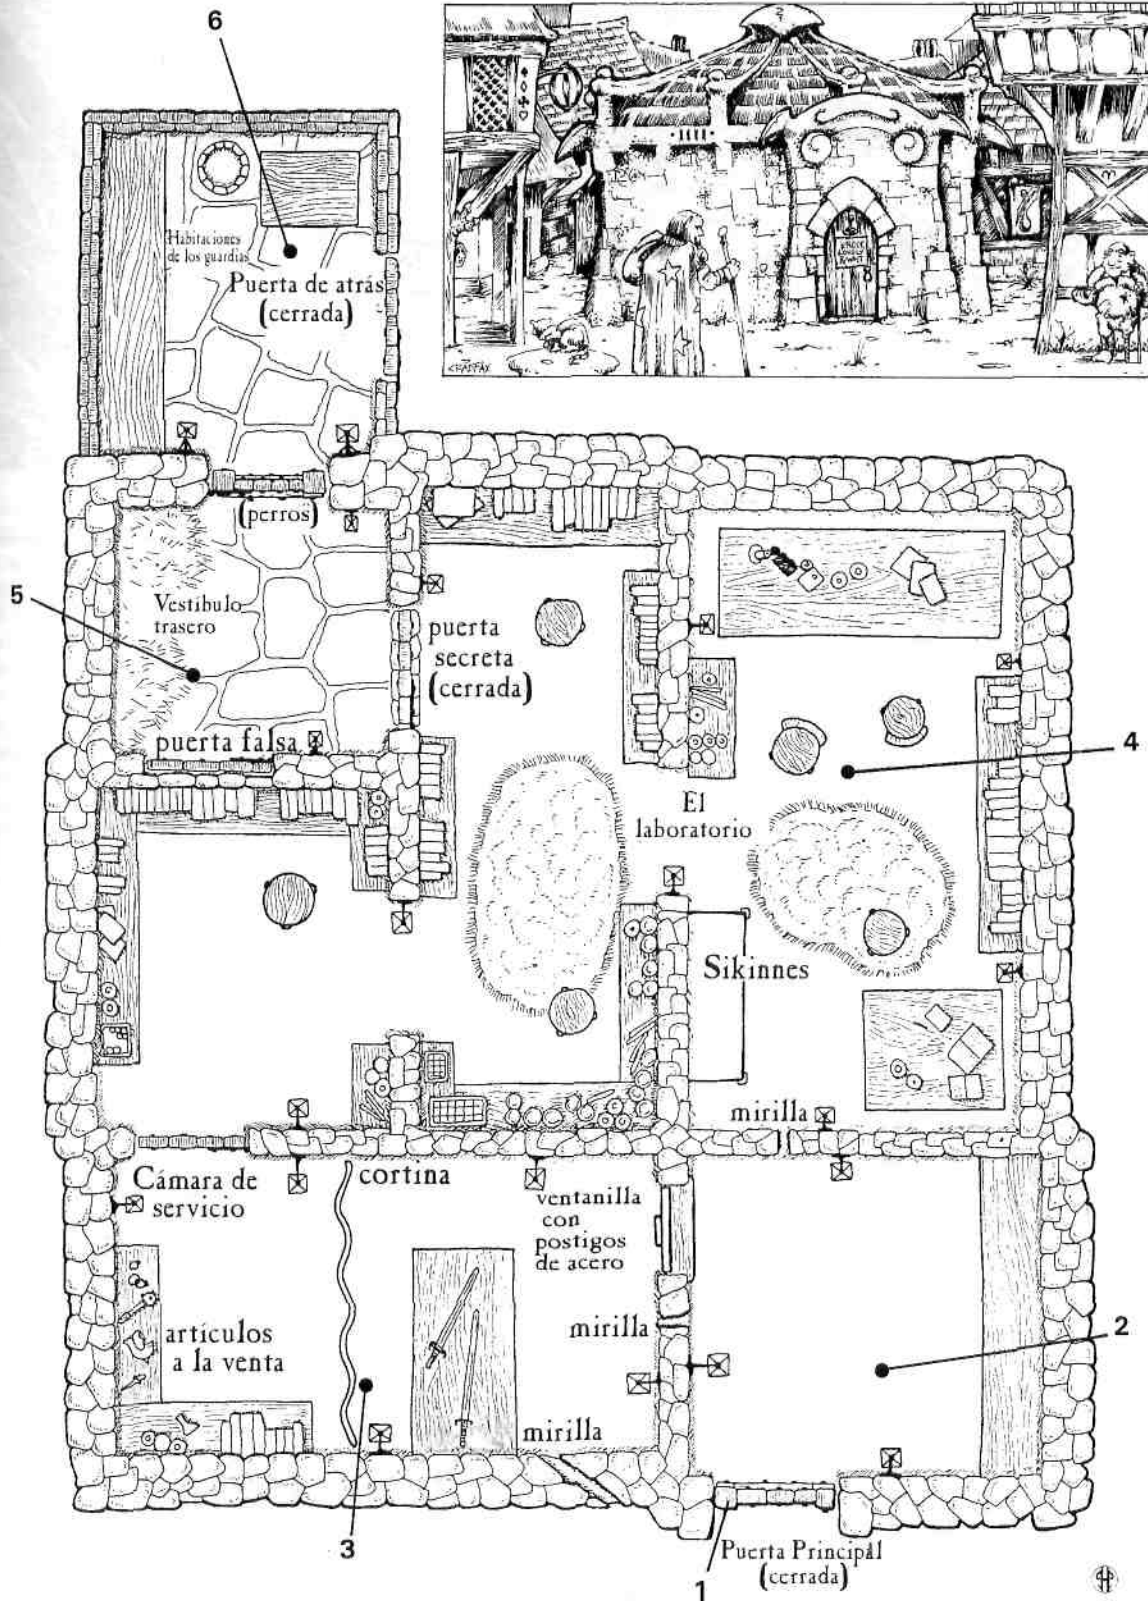 6
KNOCK
CHALFAX
Habitaciones
de los guardias
Puerta de atrás
(cerrada)
(perros)
5
Vestíbulo
trasero
puerta
secreta
(cerrada)
puerta falsa
4
El
laboratorio
Sikinnes
mirilla
Cámara de
servicio
cortina
ventanilla
con
postigos
de acero
mirilla
2
artículos
a la venta
mirilla
3
Puerta Principal
(cerrada)
1